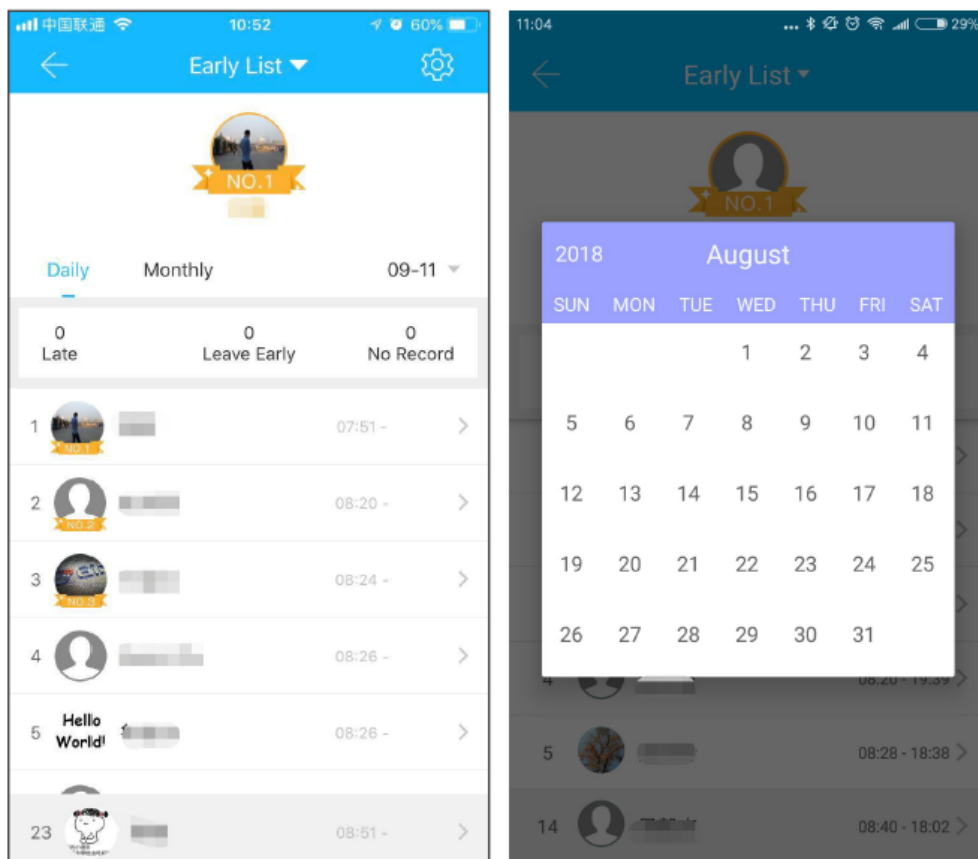 中国联通 10:52 60%
Early List
NO.1
Daily Monthly 09-11
0 0 0
Late Leave Early No Record
1 NO.1 07:51 -
2 NO.2 08:20 -
3 NO.3 08:24 -
4 08:26 -
5 Hello World! 08:26 -
23 08:51 -
11:04 ... 29%
Early List
NO.1
2018 August
SUN MON TUE WED THU FRI SAT
1 2 3 4
5 6 7 8 9 10 11
12 13 14 15 16 17 18
19 20 21 22 23 24 25
26 27 28 29 30 31
4 08:20 - 19:39
5 08:28 - 18:38
14 08:40 - 18:02